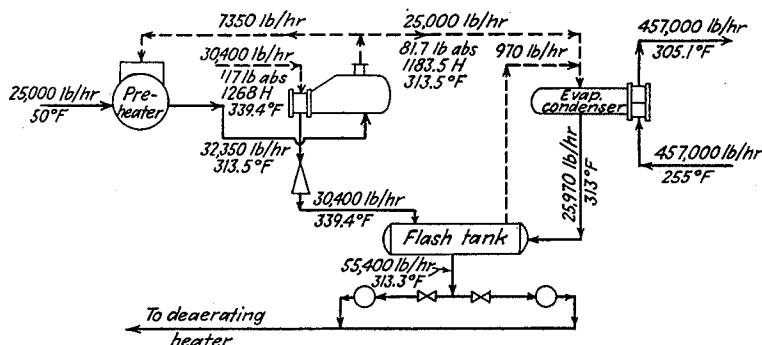 7350 lb/hr
25,000 lb/hr
457,000 lb/hr
305.1°F
30,400 lb/hr
117 lb abs
1268 H
339.4°F
81.7 lb abs
1183.5 H
313.5°F
970 lb/hr
25,000 lb/hr
50°F
Pre-
heater
Evap.
condenser
32,350 lb/hr
313.5°F
25,970 lb/hr
313°F
457,000 lb/hr
255°F
30,400 lb/hr
339.4°F
Flash tank
55,400 lb/hr
313.3°F
To deaerating
heater